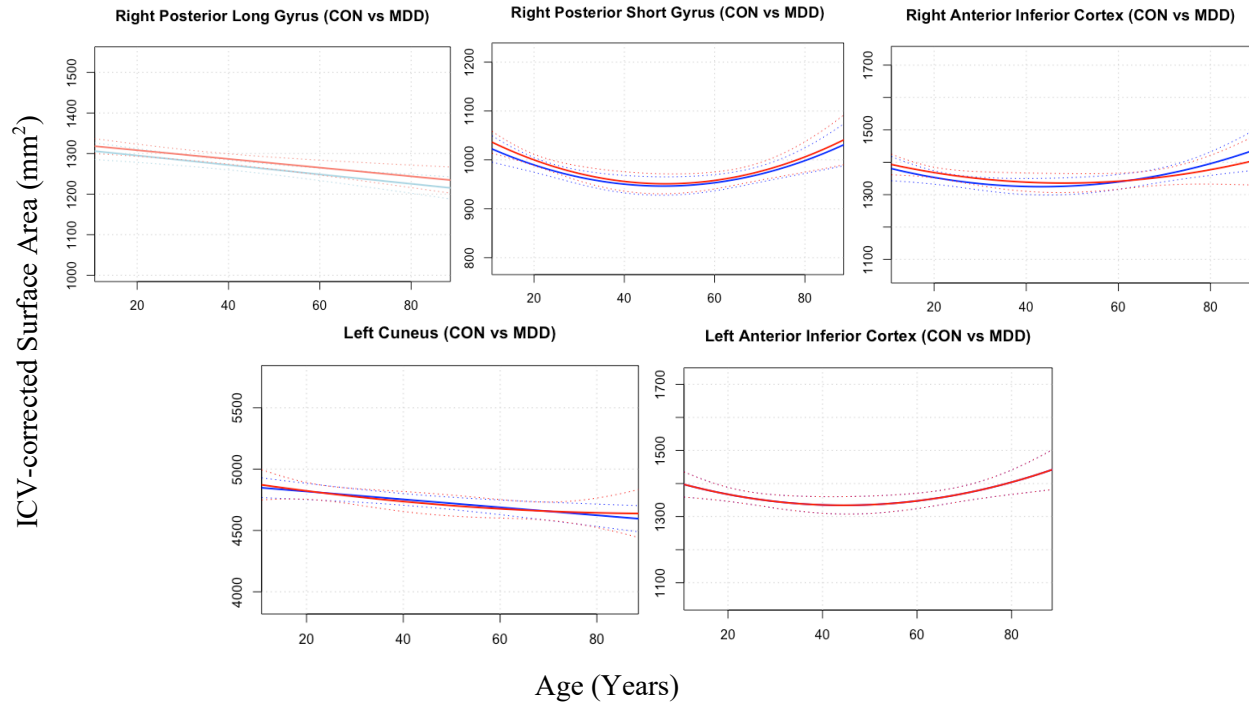 Right Posterior Long Gyrus (CON vs MDD)
1500
1400
1300
1200
1100
1000
20 40 60 80
Right Posterior Short Gyrus (CON vs MDD)
1200
1100
1000
900
800
20 40 60 80
Right Anterior Inferior Cortex (CON vs MDD)
1700
1500
1300
1100
20 40 60 80
Left Cuneus (CON vs MDD)
5500
5000
4500
4000
20 40 60 80
Left Anterior Inferior Cortex (CON vs MDD)
1700
1500
1300
1100
20 40 60 80
ICV-corrected Surface Area (mm²)
Age (Years)